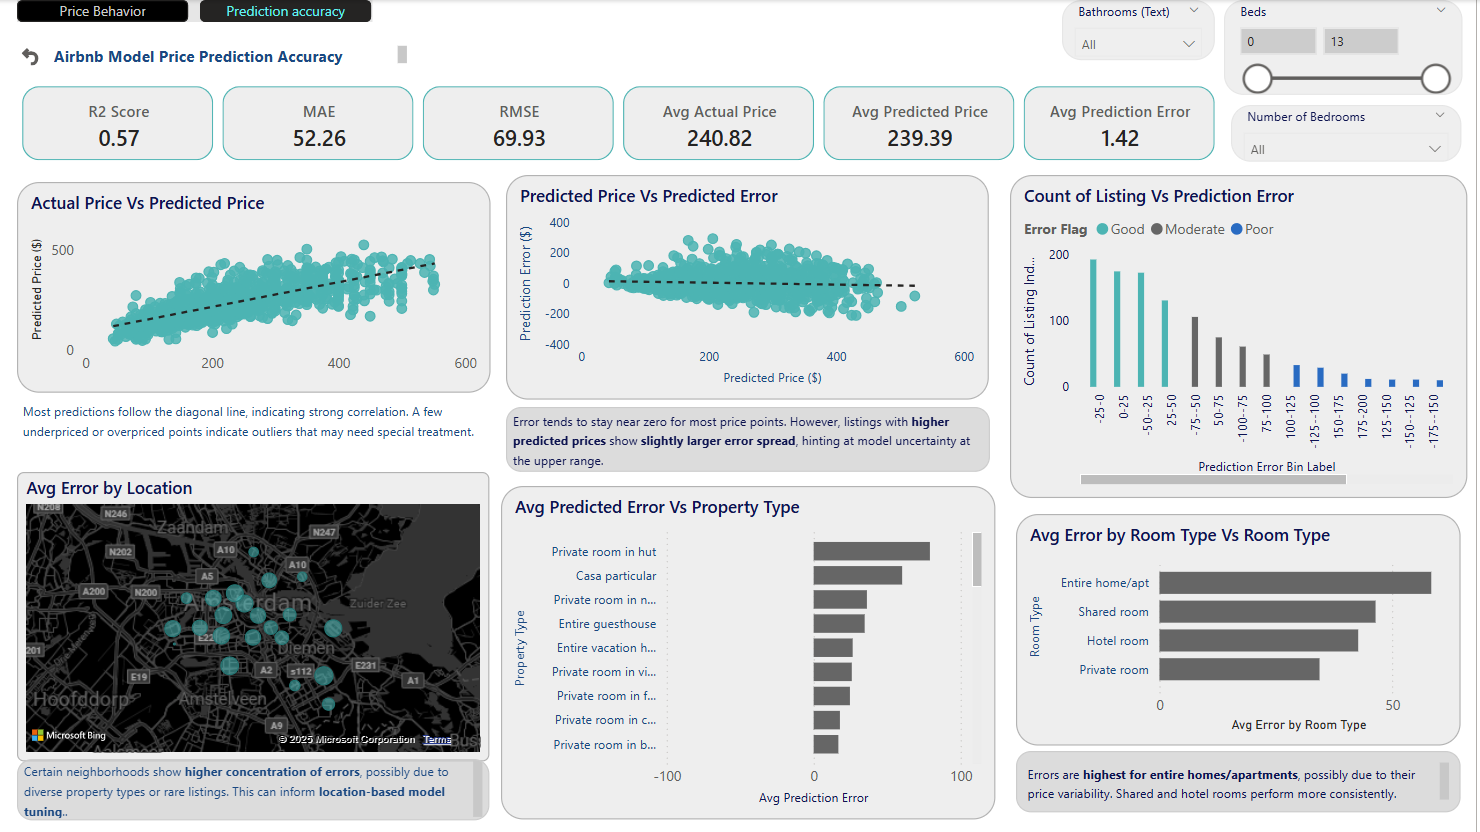 Price Behavior
Prediction accuracy
Bathrooms (Text)
All
Beds
0
13
Airbnb Model Price Prediction Accuracy
Number of Bedrooms
All
R2 Score
0.57
MAE
52.26
RMSE
69.93
Avg Actual Price
240.82
Avg Predicted Price
239.39
Avg Prediction Error
1.42
Actual Price Vs Predicted Price
Predicted Price ($)
500
0
0
200
400
600
Most predictions follow the diagonal line, indicating strong correlation. A few
underpriced or overpriced points indicate outliers that may need special treatment.
Predicted Price Vs Predicted Error
Prediction Error ($)
400
200
0
-200
-400
0
200
400
600
Predicted Price ($)
Error tends to stay near zero for most price points. However, listings with higher
predicted prices show slightly larger error spread, hinting at model uncertainty at
the upper range.
Count of Listing Vs Prediction Error
Error Flag
Good
Moderate
Poor
Count of Listing Ind...
200
100
0
-25-0
0-25
-50--25
25-50
-75--50
50-75
-100--75
75-100
100-125
-125--100
150-175
175-200
125-150
-150--125
-175--150
Prediction Error Bin Label
Avg Error by Location
N208
N246
Zaandam
N247
N202
A10
A10
A5
A200
N200
Amsterdam
Zuider Zee
E22
201
Diemen
A2
s112
E231
E19
A1
Hoofddorp
Amstelveen
A9
Aalsmeer
Microsoft Bing
© 2025 Microsoft Corporation
Terms
Certain neighborhoods show higher concentration of errors, possibly due to
diverse property types or rare listings. This can inform location-based model
tuning..
Avg Predicted Error Vs Property Type
Property Type
Private room in hut
Casa particular
Private room in n...
Entire guesthouse
Entire vacation h...
Private room in vi...
Private room in f...
Private room in c...
Private room in b...
-100
0
100
Avg Prediction Error
Avg Error by Room Type Vs Room Type
Room Type
Entire home/apt
Shared room
Hotel room
Private room
0
50
Avg Error by Room Type
Errors are highest for entire homes/apartments, possibly due to their
price variability. Shared and hotel rooms perform more consistently.